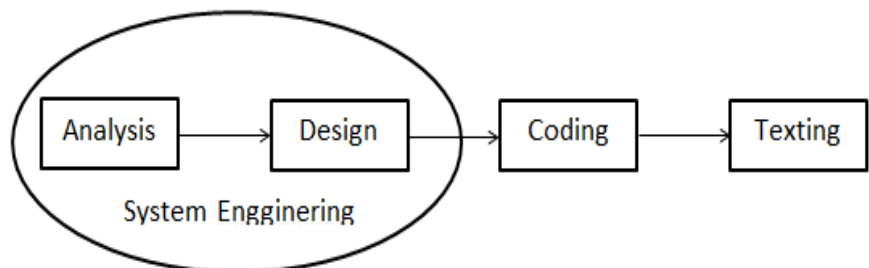 Analysis
Design
Coding
Texting
System Engginering